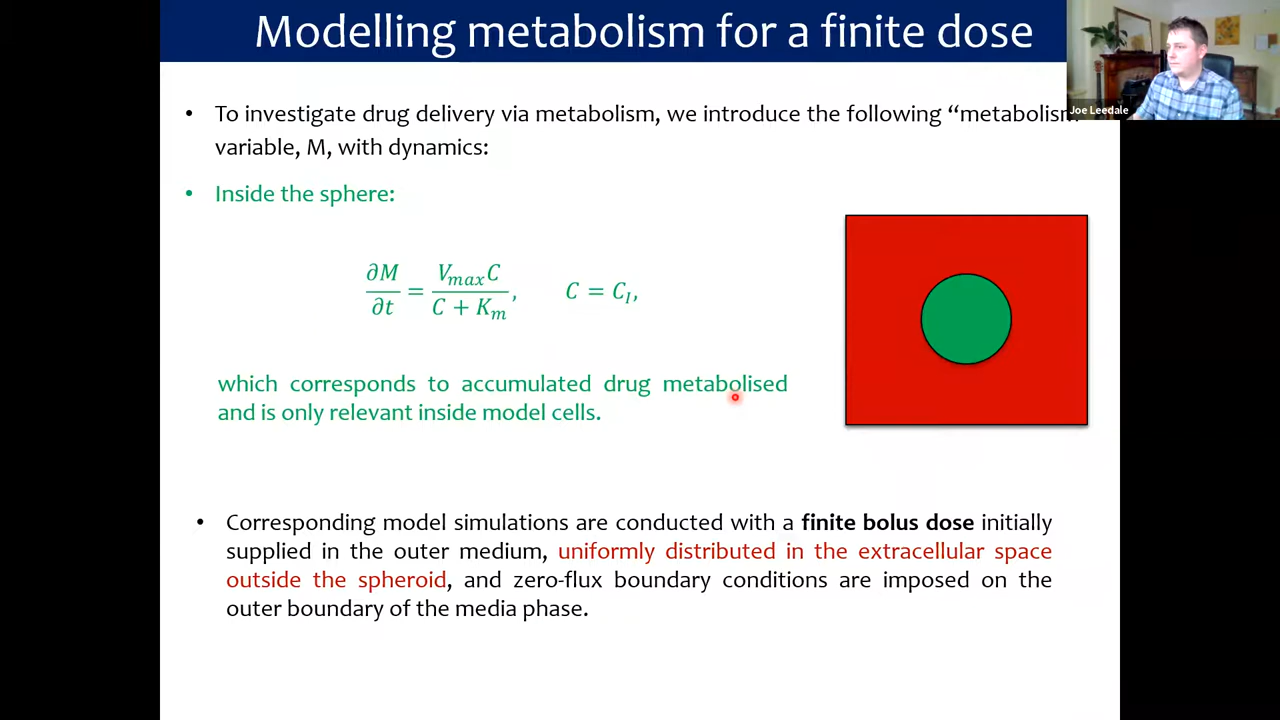 Modelling metabolism for a finite dose
Joe Leedale
• To investigate drug delivery via metabolism, we introduce the following “metabolism
variable, M, with dynamics:
• Inside the sphere:
∂M/∂t = V_max C/(C + K_m), C = C_I,
which corresponds to accumulated drug metabolised
and is only relevant inside model cells.
• Corresponding model simulations are conducted with a finite bolus dose initially
supplied in the outer medium, uniformly distributed in the extracellular space
outside the spheroid, and zero-flux boundary conditions are imposed on the
outer boundary of the media phase.